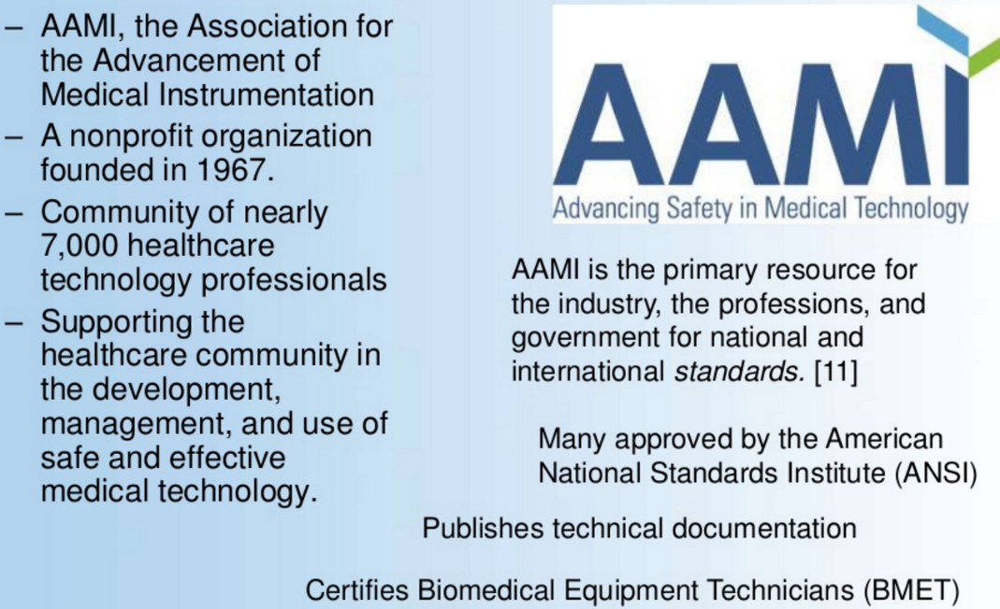 – AAMI, the Association for
the Advancement of
Medical Instrumentation
– A nonprofit organization
founded in 1967.
– Community of nearly
7,000 healthcare
technology professionals
– Supporting the
healthcare community in
the development,
management, and use of
safe and effective
medical technology.
AAMI
Advancing Safety in Medical Technology
AAMI is the primary resource for
the industry, the professions, and
government for national and
international standards. [11]
Many approved by the American
National Standards Institute (ANSI)
Publishes technical documentation
Certifies Biomedical Equipment Technicians (BMET)